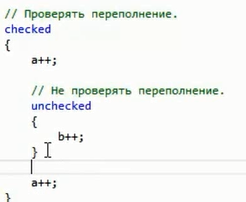 // Проверять переполнение.
checked
{
a++;
// Не проверять переполнение.
unchecked
{
b++;
}
a++;
}